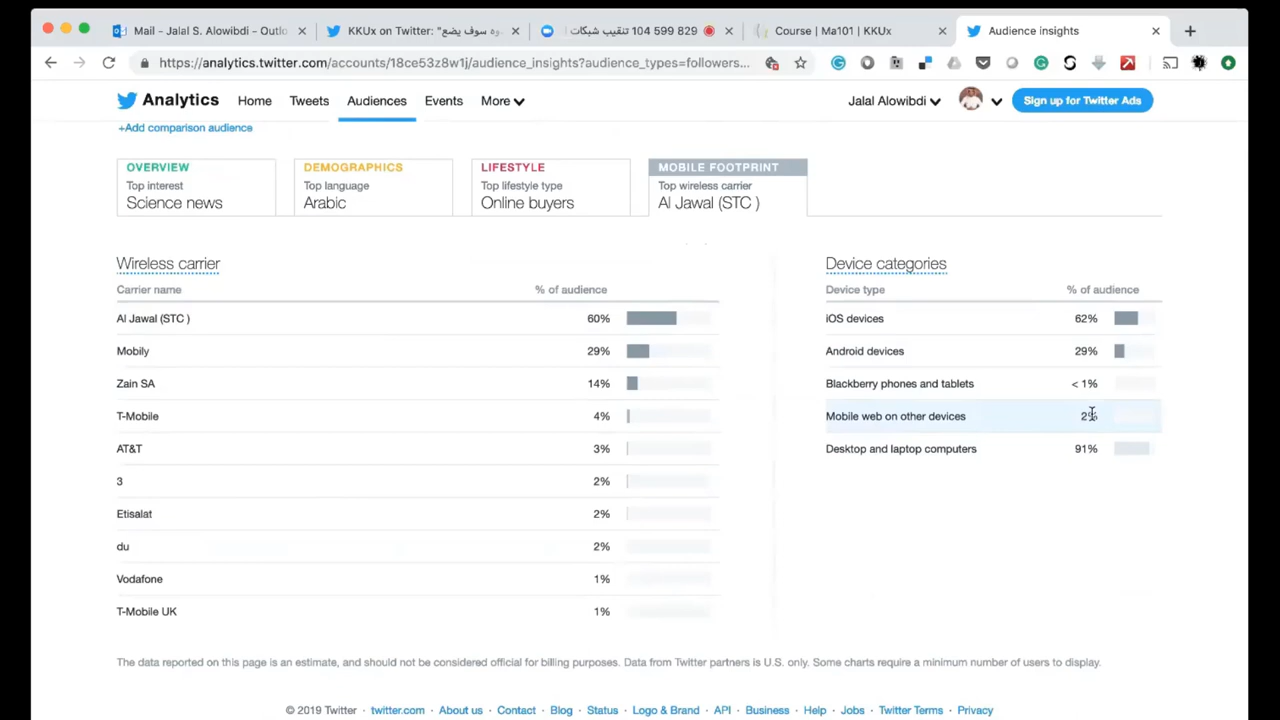 Mail – Jalal S. Alowibdi - Outlo
KKUx on Twitter: "وه سوف يضع
104 599 829 تنقيب شبكات
Course | Ma101 | KKUx
Audience insights
https://analytics.twitter.com/accounts/18ce53z8w1j/audience_insights?audience_types=followers...
Analytics
Home
Tweets
Audiences
Events
More
Jalal Alowibdi
Sign up for Twitter Ads
+Add comparison audience
OVERVIEW
Top interest
Science news
DEMOGRAPHICS
Top language
Arabic
LIFESTYLE
Top lifestyle type
Online buyers
MOBILE FOOTPRINT
Top wireless carrier
Al Jawal (STC )
Wireless carrier
Carrier name % of audience
Al Jawal (STC ) 60%
Mobily 29%
Zain SA 14%
T-Mobile 4%
AT&T 3%
3 2%
Etisalat 2%
du 2%
Vodafone 1%
T-Mobile UK 1%
Device categories
Device type % of audience
iOS devices 62%
Android devices 29%
Blackberry phones and tablets < 1%
Mobile web on other devices 2%
Desktop and laptop computers 91%
The data reported on this page is an estimate, and should not be considered official for billing purposes. Data from Twitter partners is U.S. only. Some charts require a minimum number of users to display.
© 2019 Twitter · twitter.com · About us · Contact · Blog · Status · Logo & Brand · API · Business · Help · Jobs · Twitter Terms · Privacy